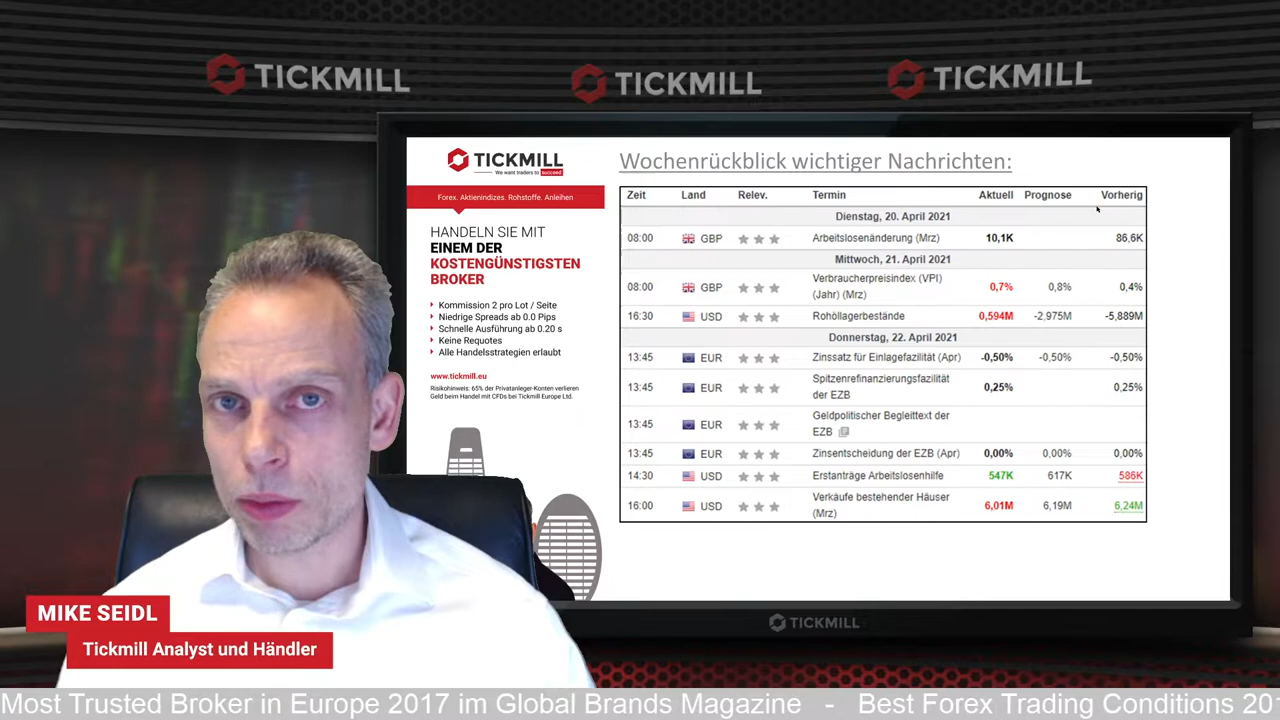 TICKMILL
TICKMILL
TICKMILL
TICKMILL
We want traders to succeed
Forex. Aktienindizes. Rohstoffe. Anleihen
HANDELN SIE MIT
EINEM DER
KOSTENGÜNSTIGSTEN
BROKER
Kommission 2 pro Lot / Seite
Niedrige Spreads ab 0.0 Pips
Schnelle Ausführung ab 0.20 s
Keine Requotes
Alle Handelsstrategien erlaubt
www.tickmill.eu
Risikohinweis: 65% der Privatanleger-Konten verlieren
Geld beim Handel mit CFDs bei Tickmill Europe Ltd.
Wochenrückblick wichtiger Nachrichten:
Zeit Land Relev. Termin Aktuell Prognose Vorherig
Dienstag, 20. April 2021
08:00 GBP Arbeitslosenänderung (Mrz) 10,1K 86,6K
Mittwoch, 21. April 2021
08:00 GBP Verbraucherpreisindex (VPI)
(Jahr) (Mrz) 0,7% 0,8% 0,4%
16:30 USD Rohöllagerbestände 0,594M -2,975M -5,889M
Donnerstag, 22. April 2021
13:45 EUR Zinssatz für Einlagefazilität (Apr) -0,50% -0,50% -0,50%
13:45 EUR Spitzenrefinanzierungsfazilität
der EZB 0,25% 0,25%
13:45 EUR Geldpolitischer Begleittext der
EZB
13:45 EUR Zinsentscheidung der EZB (Apr) 0,00% 0,00% 0,00%
14:30 USD Erstanträge Arbeitslosenhilfe 547K 617K 586K
16:00 USD Verkäufe bestehender Häuser
(Mrz) 6,01M 6,19M 6,24M
TICKMILL
MIKE SEIDL
Tickmill Analyst und Händler
Most Trusted Broker in Europe 2017 im Global Brands Magazine - Best Forex Trading Conditions 20